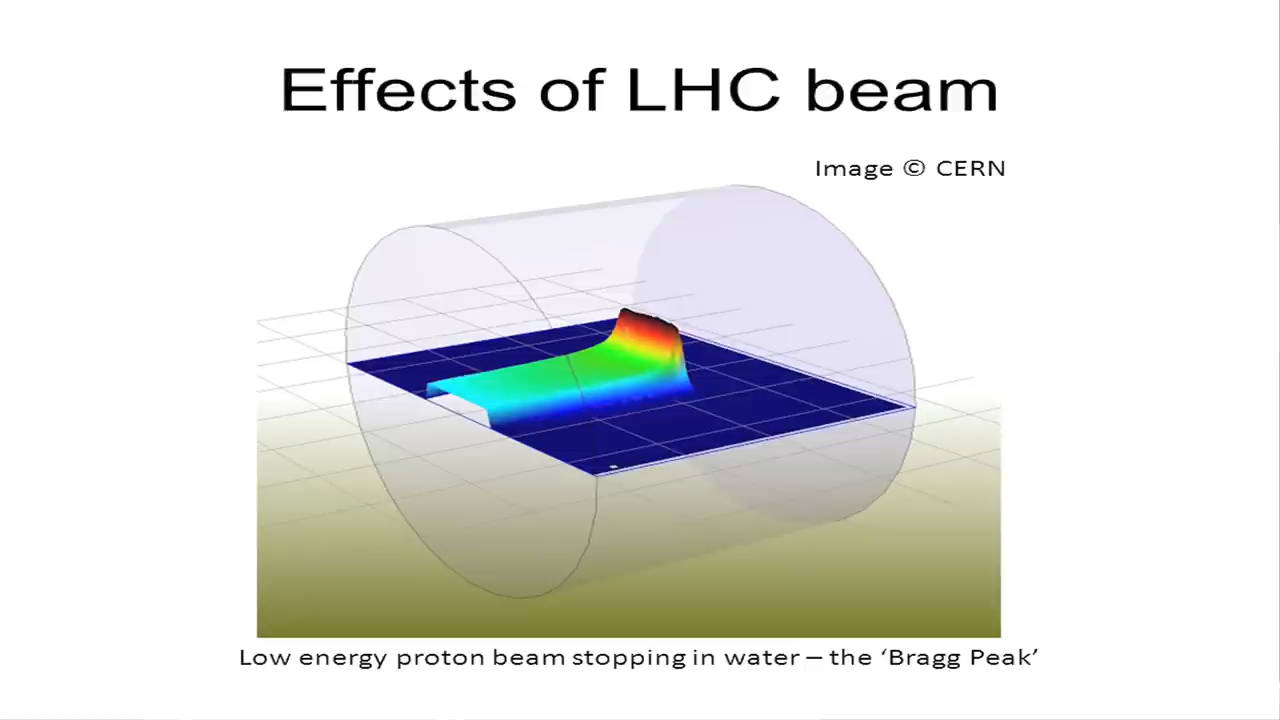 Effects of LHC beam
Image © CERN
Low energy proton beam stopping in water – the ‘Bragg Peak’